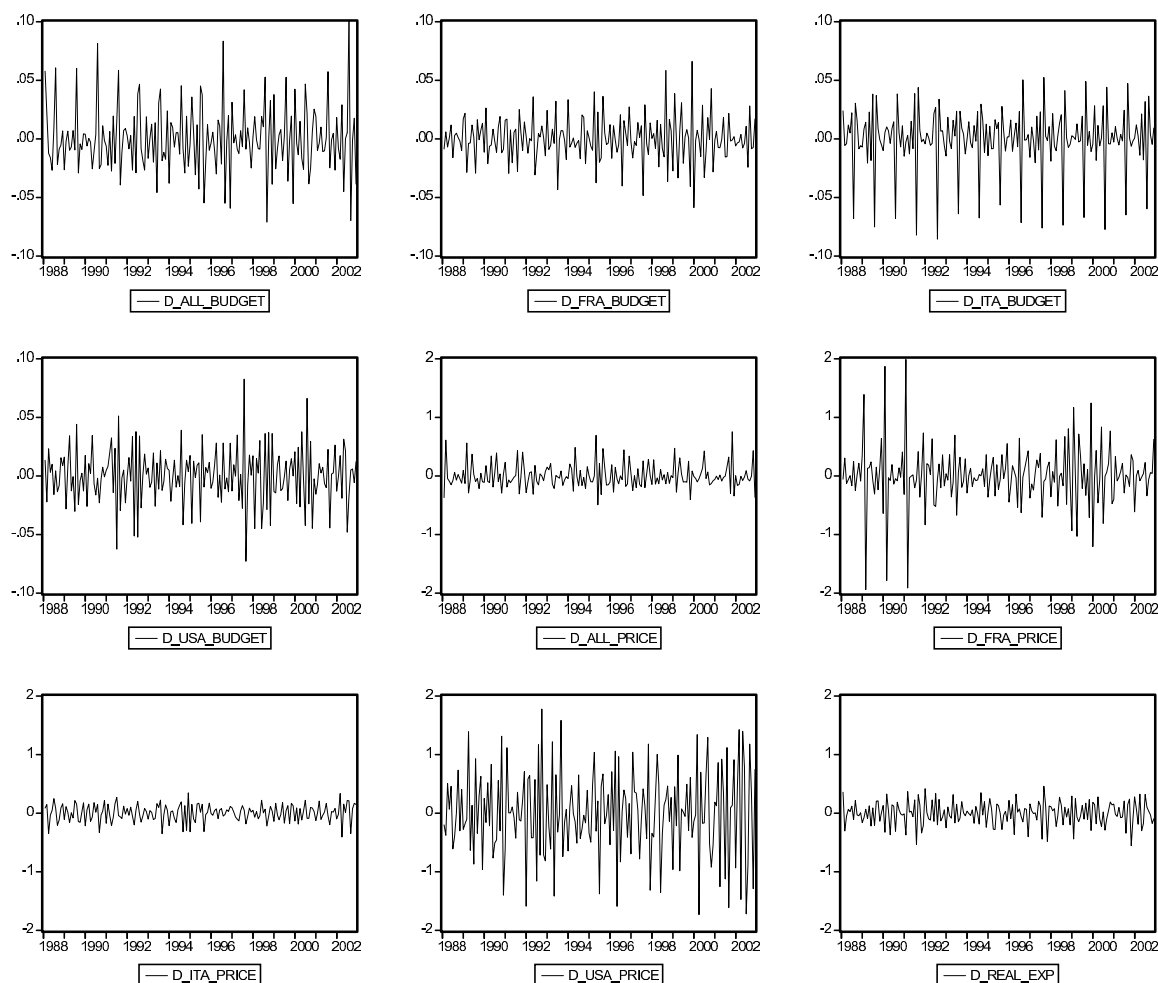 .10 .10 .10
.05 .05 .05
.00 .00 .00
-.05 -.05 -.05
-.10 -.10 -.10
1988 1990 1992 1994 1996 1998 2000 2002 1988 1990 1992 1994 1996 1998 2000 2002 1988 1990 1992 1994 1996 1998 2000 2002
D_ALL_BUDGET D_FRA_BUDGET D_ITA_BUDGET
.10 2 2
.05 1 1
.00 0 0
-.05 -1 -1
-.10 -2 -2
1988 1990 1992 1994 1996 1998 2000 2002 1988 1990 1992 1994 1996 1998 2000 2002 1988 1990 1992 1994 1996 1998 2000 2002
D_USA_BUDGET D_ALL_PRICE D_FRA_PRICE
2 2 2
1 1 1
0 0 0
-1 -1 -1
-2 -2 -2
1988 1990 1992 1994 1996 1998 2000 2002 1988 1990 1992 1994 1996 1998 2000 2002 1988 1990 1992 1994 1996 1998 2000 2002
D_ITA_PRICE D_USA_PRICE D_REAL_EXP